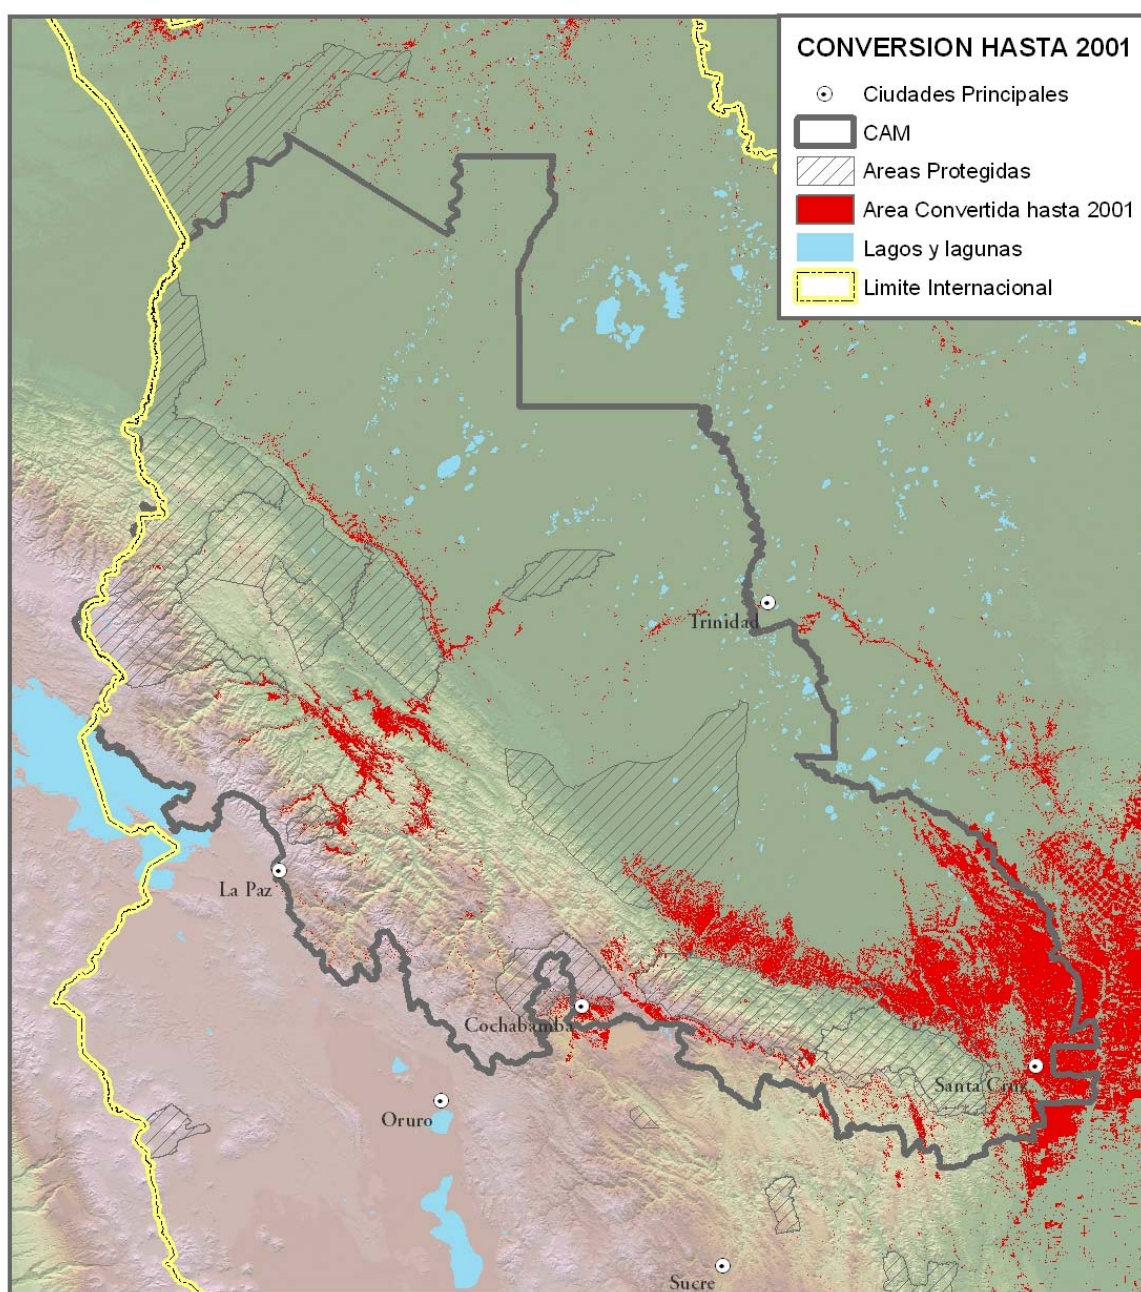 CONVERSION HASTA 2001
Ciudades Principales
CAM
Areas Protegidas
Area Convertida hasta 2001
Lagos y lagunas
Limite Internacional
Trinidad
La Paz
Cochabamba
Santa Cruz
Oruro
Sucre